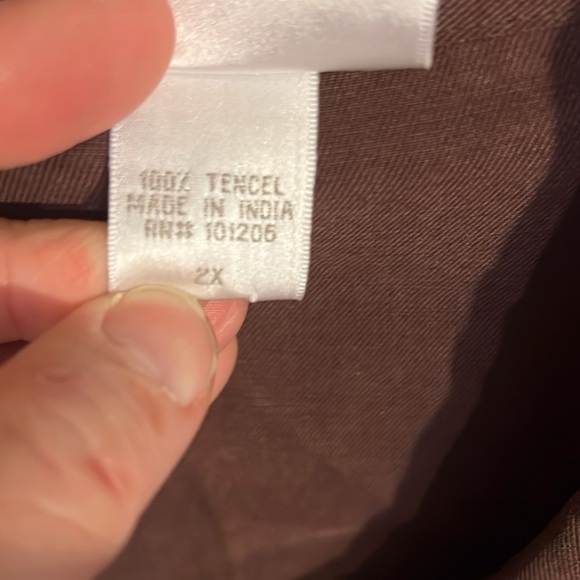 100% TENCEL
MADE IN INDIA
RN# 101206
2X